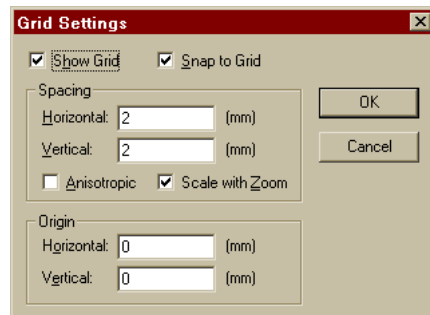 Grid Settings
Show Grid Snap to Grid
Spacing
Horizontal: 2 (mm)
OK
Vertical: 2 (mm)
Cancel
Anisotropic Scale with Zoom
Origin
Horizontal: 0 (mm)
Vertical: 0 (mm)